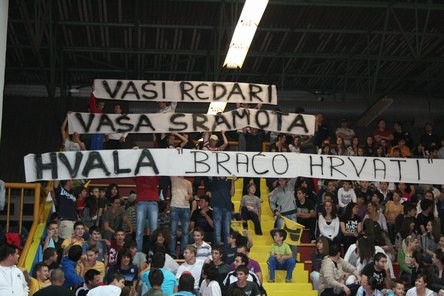 VAŠI REDARI
VAŠA SRAMOTA
HVALA "BRAĆO HRVATI"